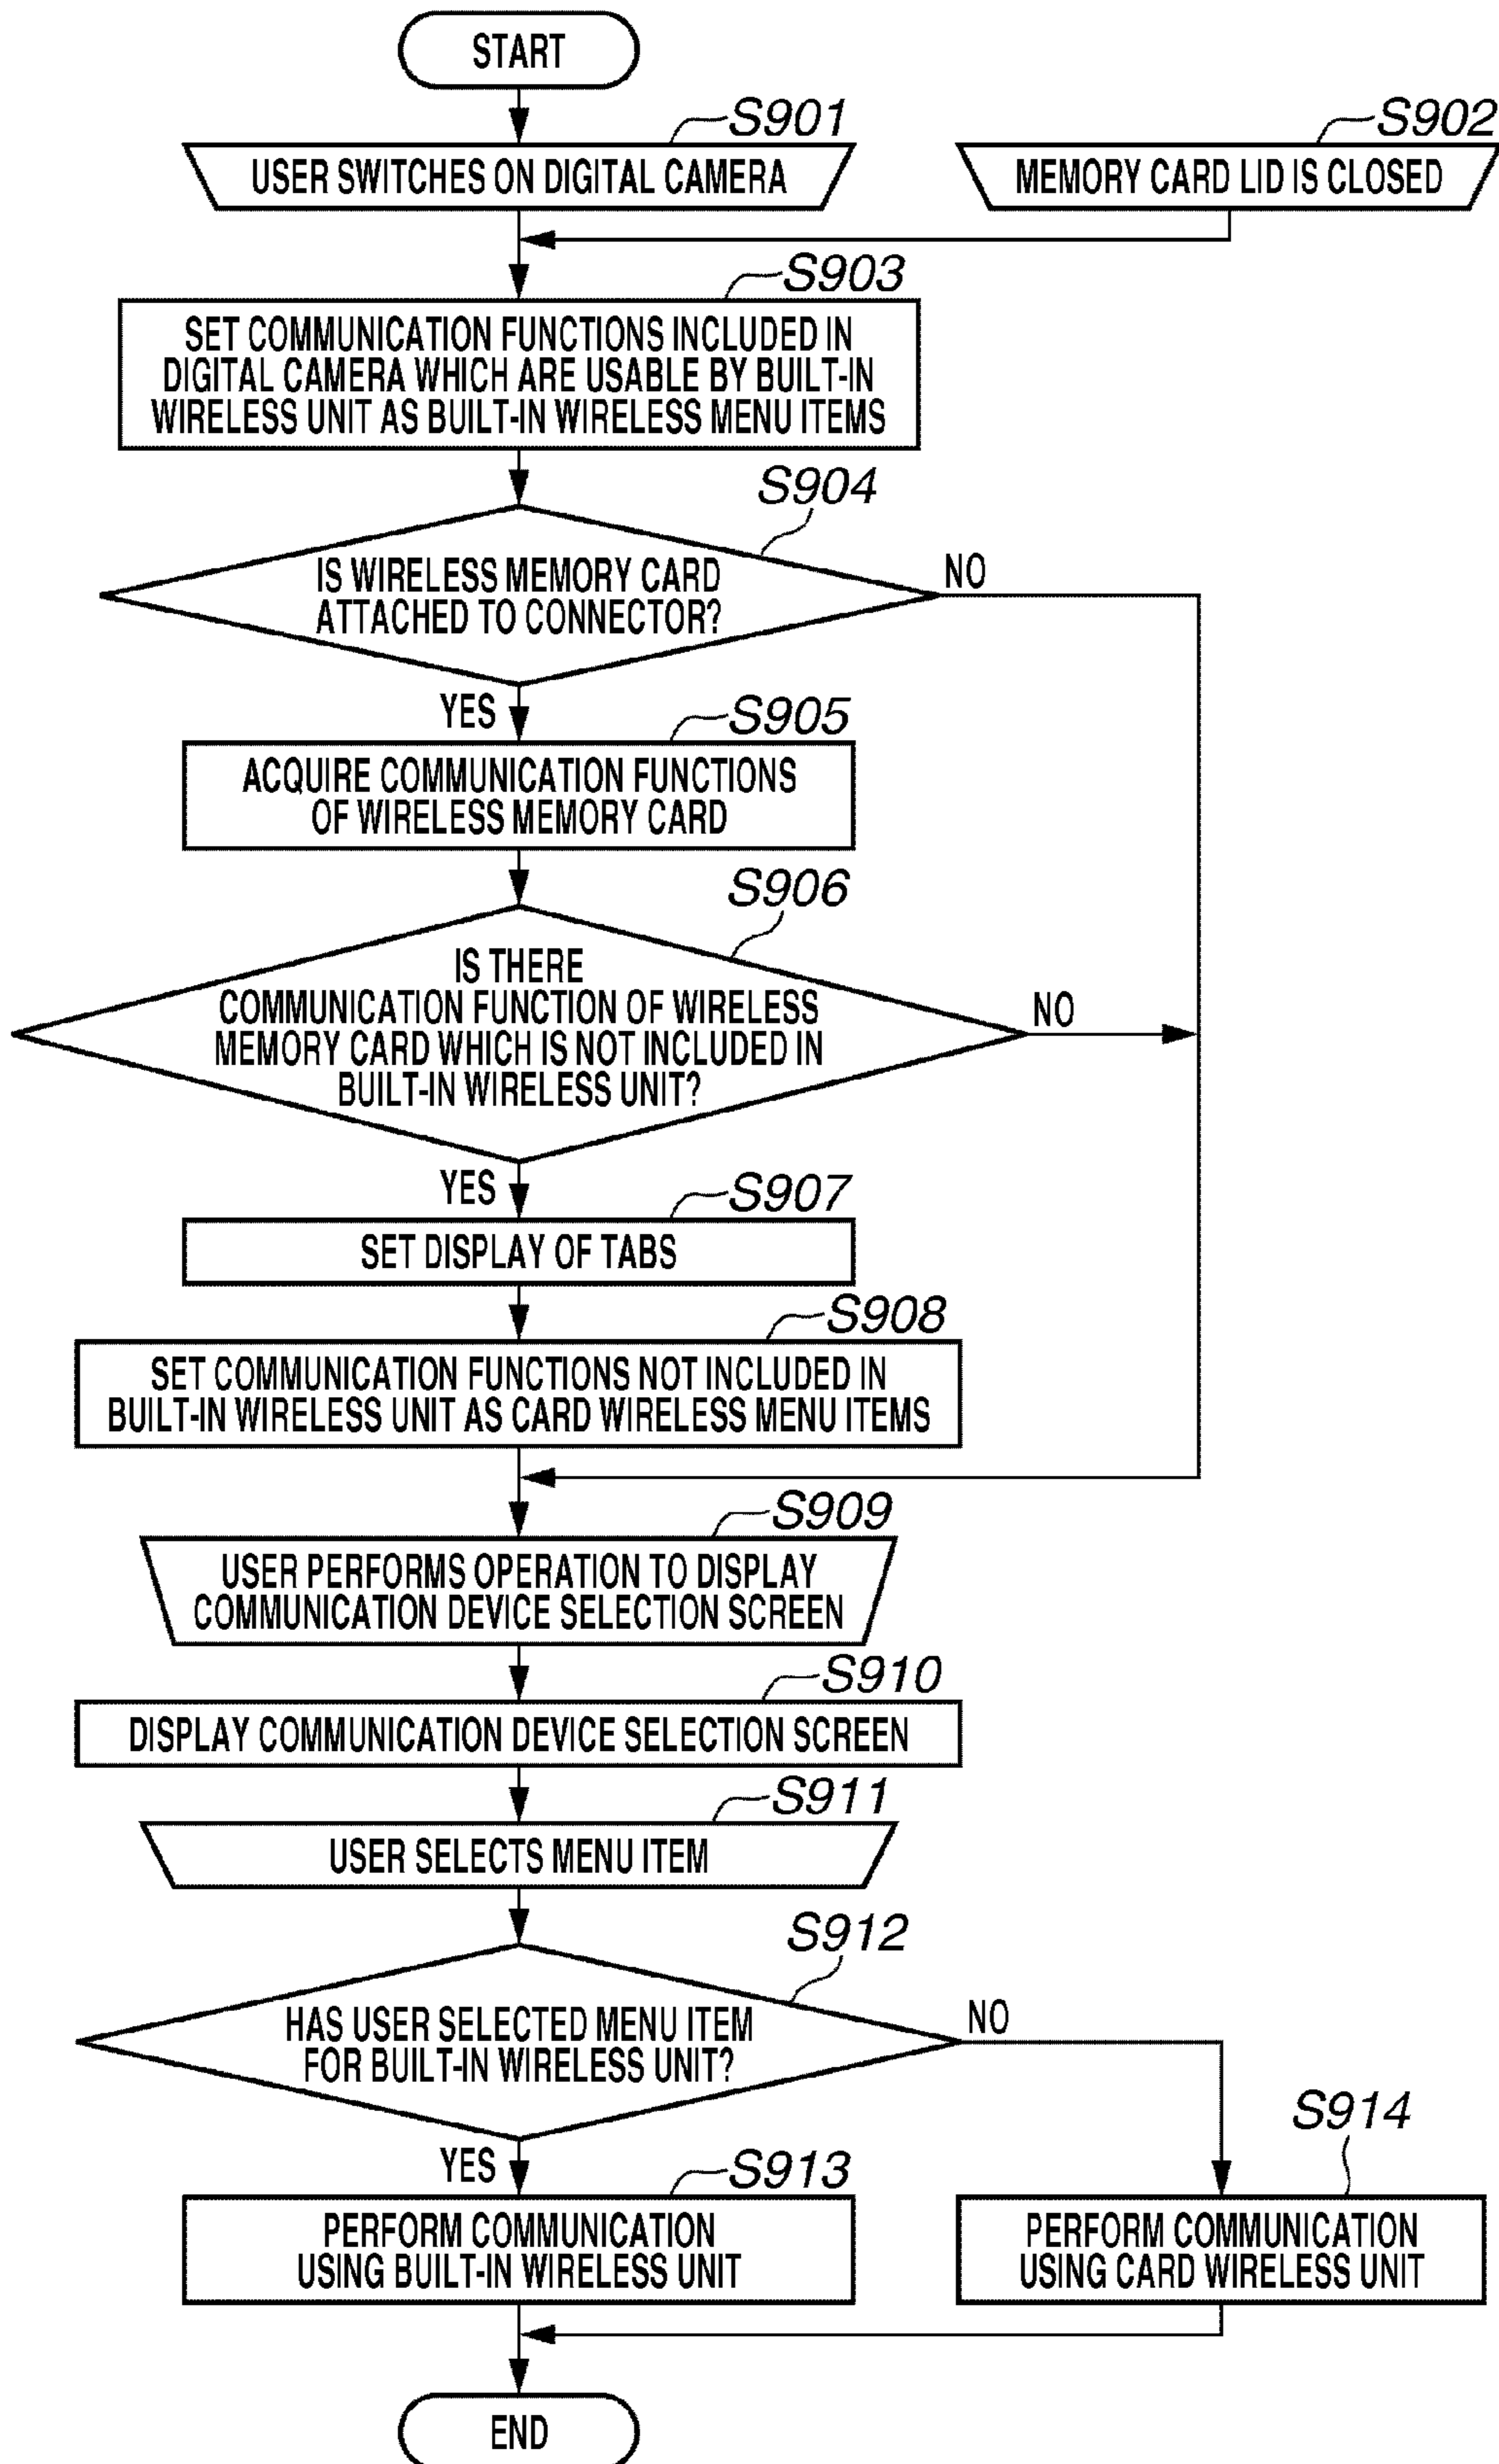 START
S901
USER SWITCHES ON DIGITAL CAMERA
S902
MEMORY CARD LID IS CLOSED
S903
SET COMMUNICATION FUNCTIONS INCLUDED IN
DIGITAL CAMERA WHICH ARE USABLE BY BUILT-IN
WIRELESS UNIT AS BUILT-IN WIRELESS MENU ITEMS
S904
IS WIRELESS MEMORY CARD
ATTACHED TO CONNECTOR?
NO
YES
S905
ACQUIRE COMMUNICATION FUNCTIONS
OF WIRELESS MEMORY CARD
S906
IS THERE
COMMUNICATION FUNCTION OF WIRELESS
MEMORY CARD WHICH IS NOT INCLUDED IN
BUILT-IN WIRELESS UNIT?
NO
YES
S907
SET DISPLAY OF TABS
S908
SET COMMUNICATION FUNCTIONS NOT INCLUDED IN
BUILT-IN WIRELESS UNIT AS CARD WIRELESS MENU ITEMS
S909
USER PERFORMS OPERATION TO DISPLAY
COMMUNICATION DEVICE SELECTION SCREEN
S910
DISPLAY COMMUNICATION DEVICE SELECTION SCREEN
S911
USER SELECTS MENU ITEM
S912
HAS USER SELECTED MENU ITEM
FOR BUILT-IN WIRELESS UNIT?
NO
YES
S913
PERFORM COMMUNICATION
USING BUILT-IN WIRELESS UNIT
S914
PERFORM COMMUNICATION
USING CARD WIRELESS UNIT
END